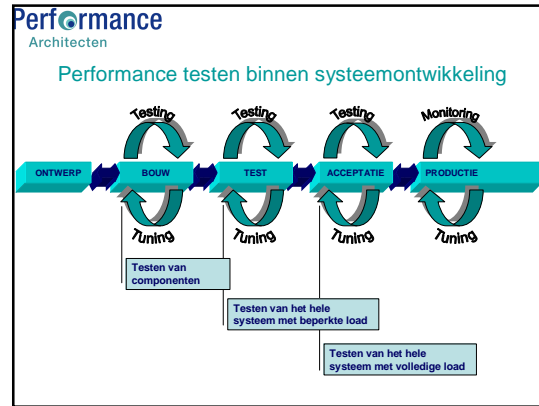 Performance
Architecten
Performance testen binnen systeemontwikkeling
Testing Testing Testing Monitoring
ONTWERP BOUW TEST ACCEPTATIE PRODUCTIE
Tuning Tuning Tuning Tuning
Testen van
componenten
Testen van het hele
systeem met beperkte load
Testen van het hele
systeem met volledige load